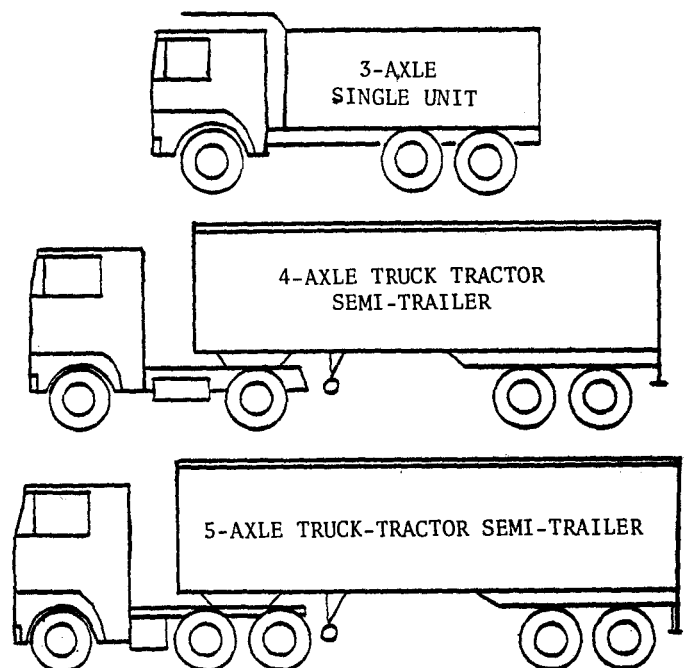 3-AXLE
SINGLE UNIT
4-AXLE TRUCK TRACTOR
SEMI-TRAILER
5-AXLE TRUCK-TRACTOR SEMI-TRAILER